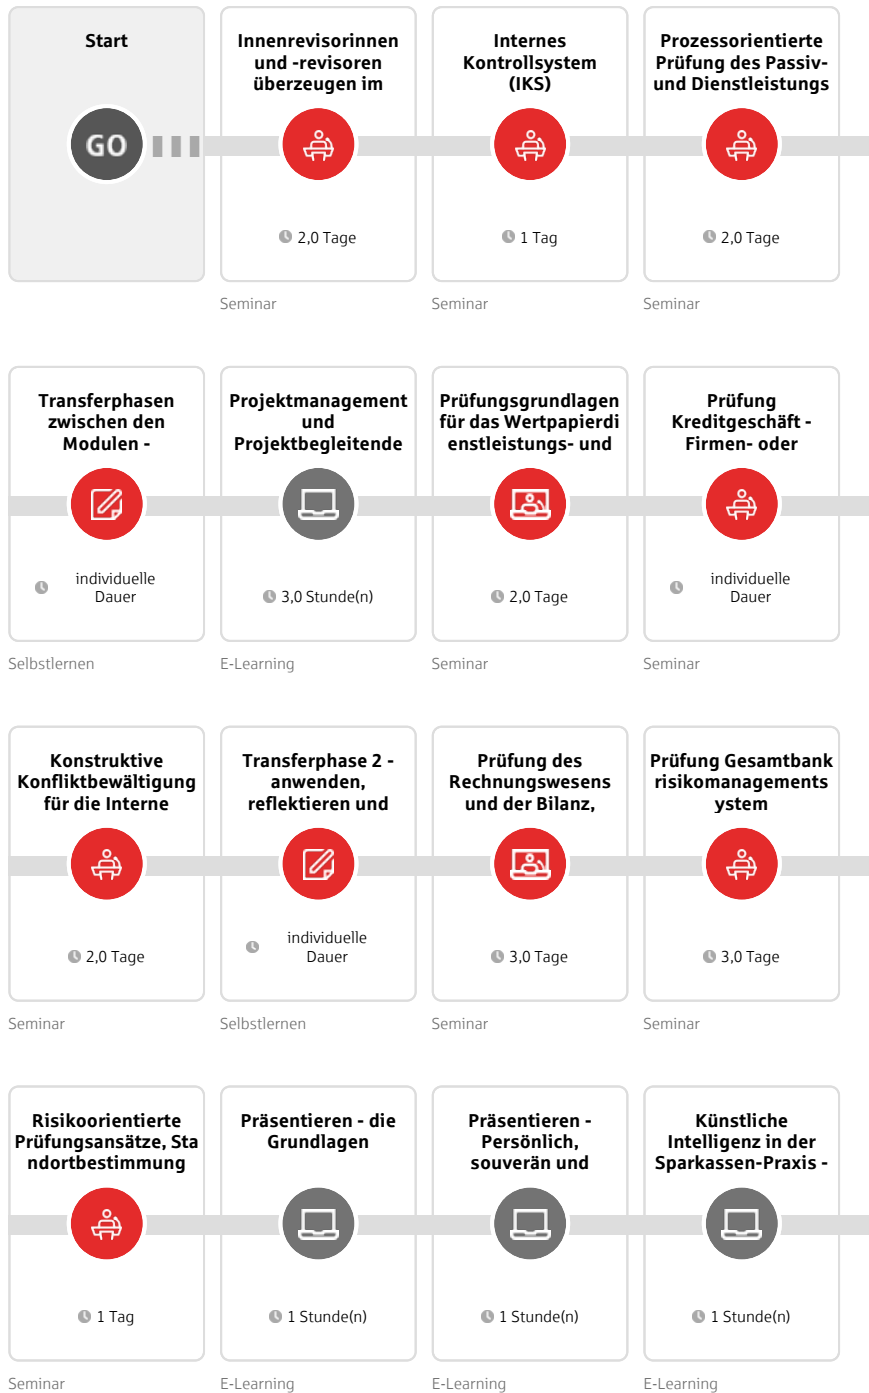 Start
GO
Innenrevisorinnen
und -revisoren
überzeugen im
2,0 Tage
Seminar
Internes
Kontrollsystem
(IKS)
1 Tag
Seminar
Prozessorientierte
Prüfung des Passiv-
und Dienstleistungs
2,0 Tage
Seminar
Transferphasen
zwischen den
Modulen -
individuelle
Dauer
Selbstlernen
Projektmanagement
und
Projektbegleitende
3,0 Stunde(n)
E-Learning
Prüfungsgrundlagen
für das Wertpapierdi
enstleistungs- und
2,0 Tage
Seminar
Prüfung
Kreditgeschäft -
Firmen- oder
individuelle
Dauer
Seminar
Konstruktive
Konfliktbewältigung
für die Interne
2,0 Tage
Seminar
Transferphase 2 -
anwenden,
reflektieren und
individuelle
Dauer
Selbstlernen
Prüfung des
Rechnungswesens
und der Bilanz,
3,0 Tage
Seminar
Prüfung Gesamtbank
risikomanagements
ystem
3,0 Tage
Seminar
Risikoorientierte
Prüfungsansätze, Sta
ndortbestimmung
1 Tag
Seminar
Präsentieren - die
Grundlagen
1 Stunde(n)
E-Learning
Präsentieren -
Persönlich,
souverän und
1 Stunde(n)
E-Learning
Künstliche
Intelligenz in der
Sparkassen-Praxis -
1 Stunde(n)
E-Learning